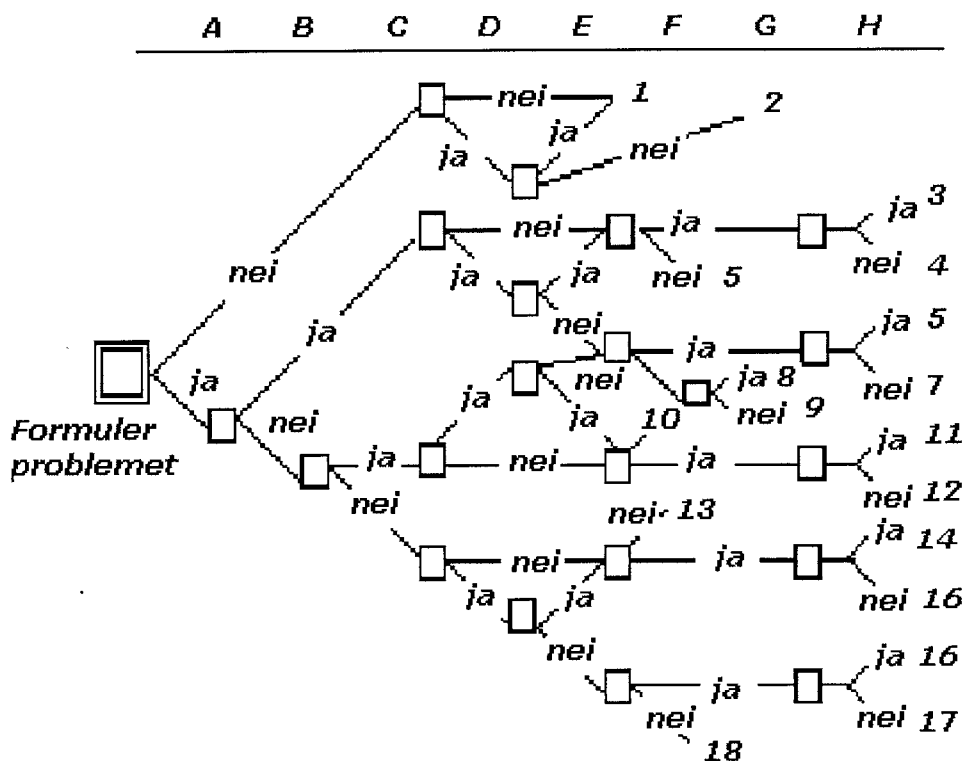 A B C D E F G H
nei 1
2
ja
ja
nei
ja 3
nei
ja
nei 4
nei
nei 5
ja
ja
ja
nei
ja 5
ja
ja
nei
nei 7
ja 8
nei 9
ja
Formuler
problemet
nei
ja
10
ja 11
ja
nei
ja
nei
nei 12
nei 13
ja 14
nei
ja
ja
ja
nei 16
nei
ja 16
ja
nei
nei 17
18